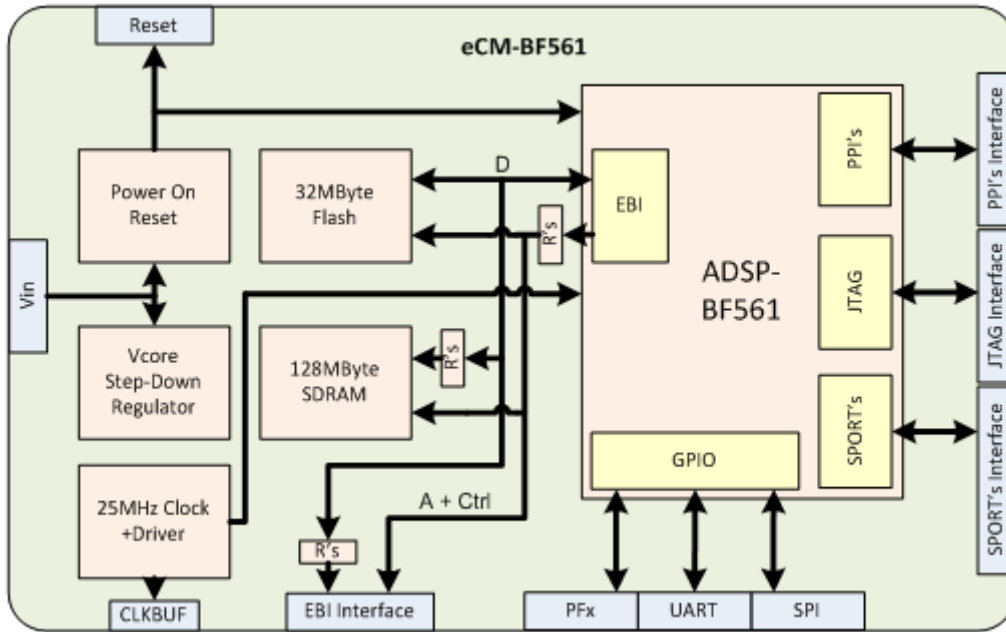 Reset
eCM-BF561
Power On
Reset
32MByte
Flash
D
R's
EBI
PPI's
PPI's Interface
ADSP-
BF561
Vin
JTAG
JTAG Interface
Vcore
Step-Down
Regulator
128MByte
SDRAM
R's
SPORT's
SPORT's Interface
GPIO
25MHz Clock
+Driver
A + Ctrl
R's
CLKBUF
EBI Interface
PFx
UART
SPI